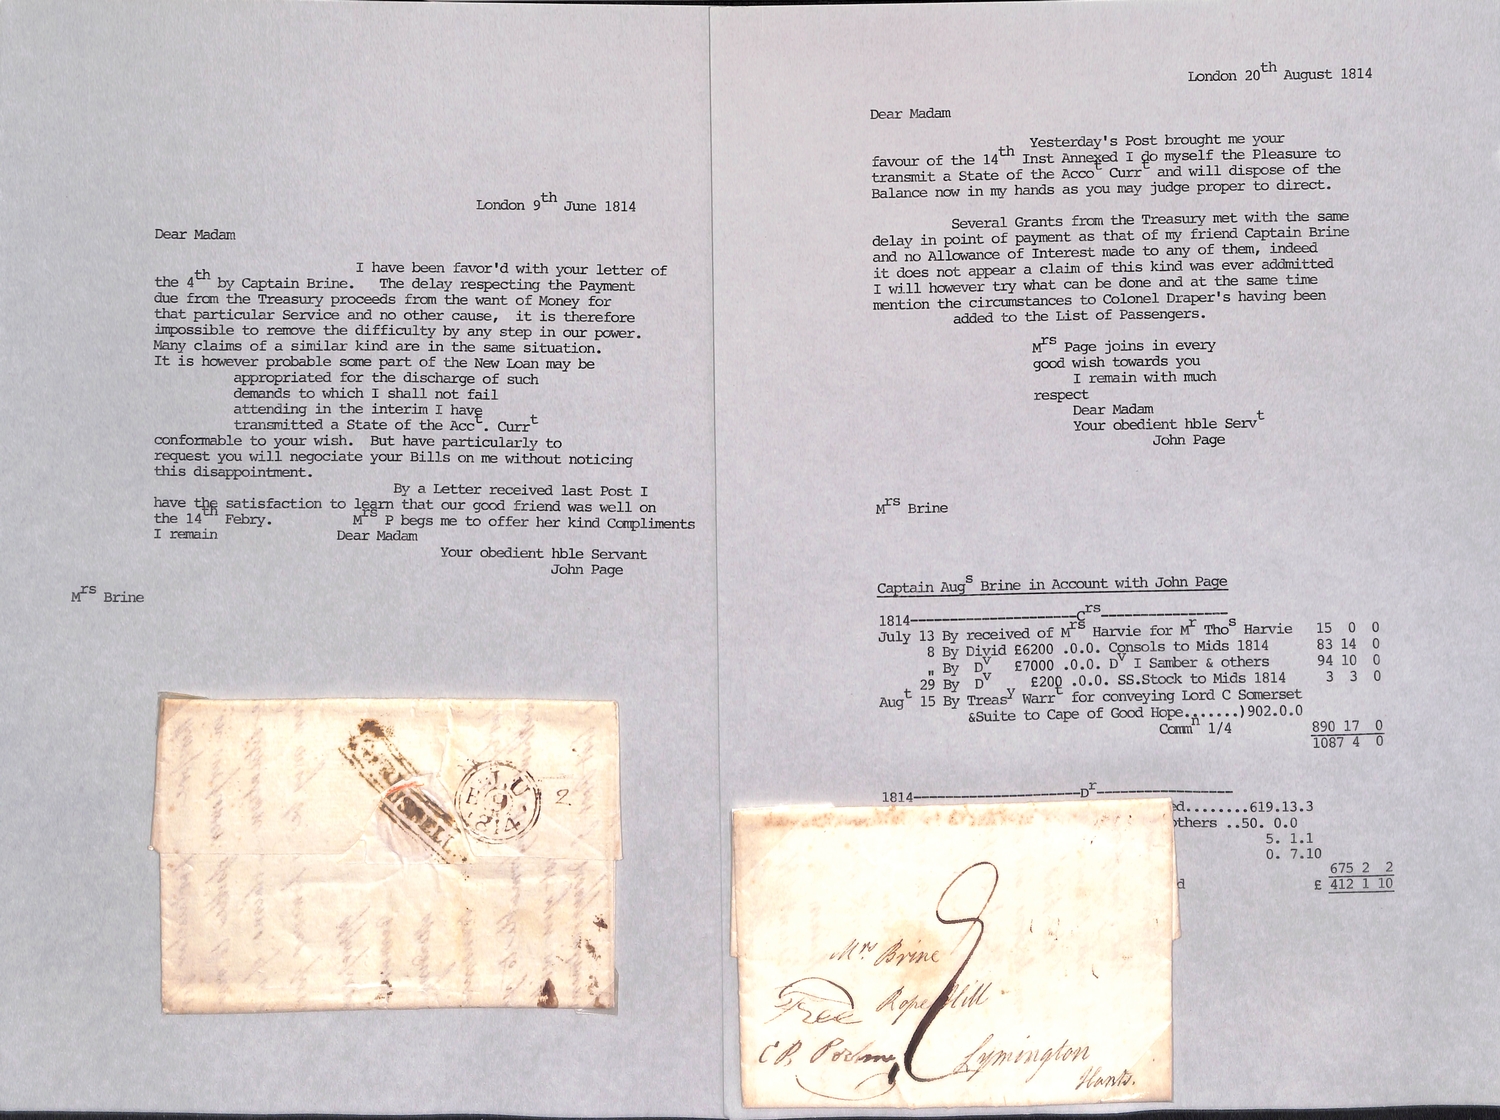 London 9th June 1814
Dear Madam
I have been favor'd with your letter of
the 4th by Captain Brine. The delay respecting the Payment
due from the Treasury proceeds from the want of Money for
that particular Service and no other cause, it is therefore
impossible to remove the difficulty by any step in our power.
Many claims of a similar kind are in the same situation.
It is however probable some part of the New Loan may be
appropriated for the discharge of such
demands to which I shall not fail
attending in the interim I have
transmitted a State of the Acct. Currt
conformable to your wish. But have particularly to
request you will negociate your Bills on me without noticing
this disappointment.
By a Letter received last Post I
have the satisfaction to learn that our good friend was well on
the 14th Febry. Mrs P begs me to offer her kind Compliments
I remain Dear Madam
Your obedient hble Servant
John Page
Mrs Brine
RUSSELL
JU
E 9
1814
2
London 20th August 1814
Dear Madam
Yesterday's Post brought me your
favour of the 14th Inst Annexed I do myself the Pleasure to
transmit a State of the Accot Currt and will dispose of the
Balance now in my hands as you may judge proper to direct.
Several Grants from the Treasury met with the same
delay in point of payment as that of my friend Captain Brine
and no Allowance of Interest made to any of them, indeed
it does not appear a claim of this kind was ever addmitted
I will however try what can be done and at the same time
mention the circumstances to Colonel Draper's having been
added to the List of Passengers.
Mrs Page joins in every
good wish towards you
I remain with much
respect
Dear Madam
Your obedient hble Servt
John Page
Mrs Brine
Captain Augs Brine in Account with John Page
1814---------------------Crs----------------
July 13 By received of Mrs Harvie for Mr Thos Harvie 15 0 0
8 By Divid £6200 .0.0. Consols to Mids 1814 83 14 0
" By Dv £7000 .0.0. Dv I Samber & others 94 10 0
29 By Dv £200 .0.0. SS.Stock to Mids 1814 3 3 0
Augt 15 By Treasy Warrt for conveying Lord C Somerset
&Suite to Cape of Good Hope.......)902.0.0
Commn 1/4 890 17 0
1087 4 0
1814---------------------Dr-----------------
ed........619.13.3
others ..50. 0.0
5. 1.1
0. 7.10
675 2 2
d £ 412 1 10
Mrs Brine
Rope Hill
Free
Lymington
Hants.